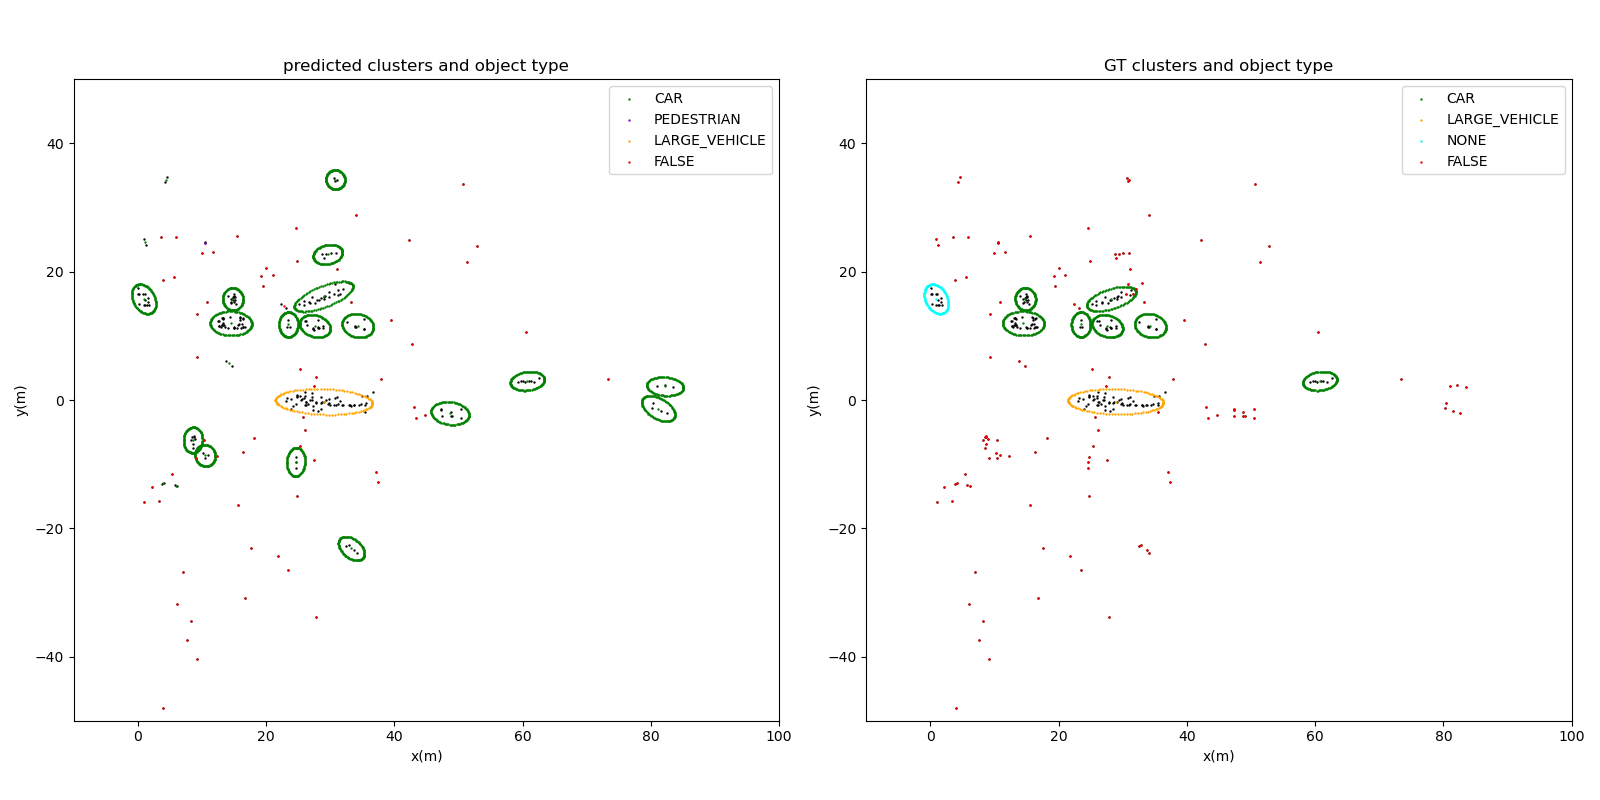 predicted clusters and object type
CAR
PEDESTRIAN
LARGE_VEHICLE
FALSE
40
20
0
−20
−40
y(m)
0
20
40
60
80
100
x(m)
GT clusters and object type
CAR
LARGE_VEHICLE
NONE
FALSE
40
20
0
−20
−40
y(m)
0
20
40
60
80
100
x(m)